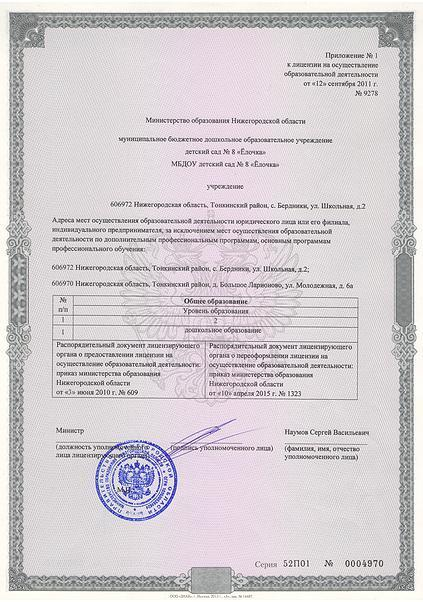 Приложение № 1
к лицензии на осуществление
образовательной деятельности
от «12» сентября 2011 г.
№ 9278
Министерство образования Нижегородской области
муниципальное бюджетное дошкольное образовательное учреждение
детский сад № 8 «Ёлочка»
МБДОУ детский сад № 8 «Ёлочка»
учреждение
606972 Нижегородская область, Тонкинский район, с. Бердники, ул. Школьная, д.2
Адреса мест осуществления образовательной деятельности юридического лица или его филиала,
индивидуального предпринимателя, за исключением мест осуществления образовательной
деятельности по дополнительным профессиональным программам, основным программам
профессионального обучения:
606972 Нижегородская область, Тонкинский район, с. Бердники, ул. Школьная, д.2;
606970 Нижегородская область, Тонкинский район, д. Большое Ларионово, ул. Молодежная, д. 6а
№ Общее образование
п/п Уровень образования
1 2
1 дошкольное образование
Распорядительный документ лицензирующего
органа о предоставлении лицензии на
осуществление образовательной деятельности:
приказ министерства образования
Нижегородской области
от «3» июня 2010 г. № 609
Распорядительный документ лицензирующего
органа о переоформлении лицензии на
осуществление образовательной деятельности:
приказ министерства образования
Нижегородской области
от «10» апреля 2015 г. № 1323
Министр Наумов Сергей Васильевич
(должность уполномоченного (подпись уполномоченного лица) (фамилия, имя, отчество
лица лицензирующего органа) уполномоченного лица)
М.П.
Серия 52П01 № 0004970